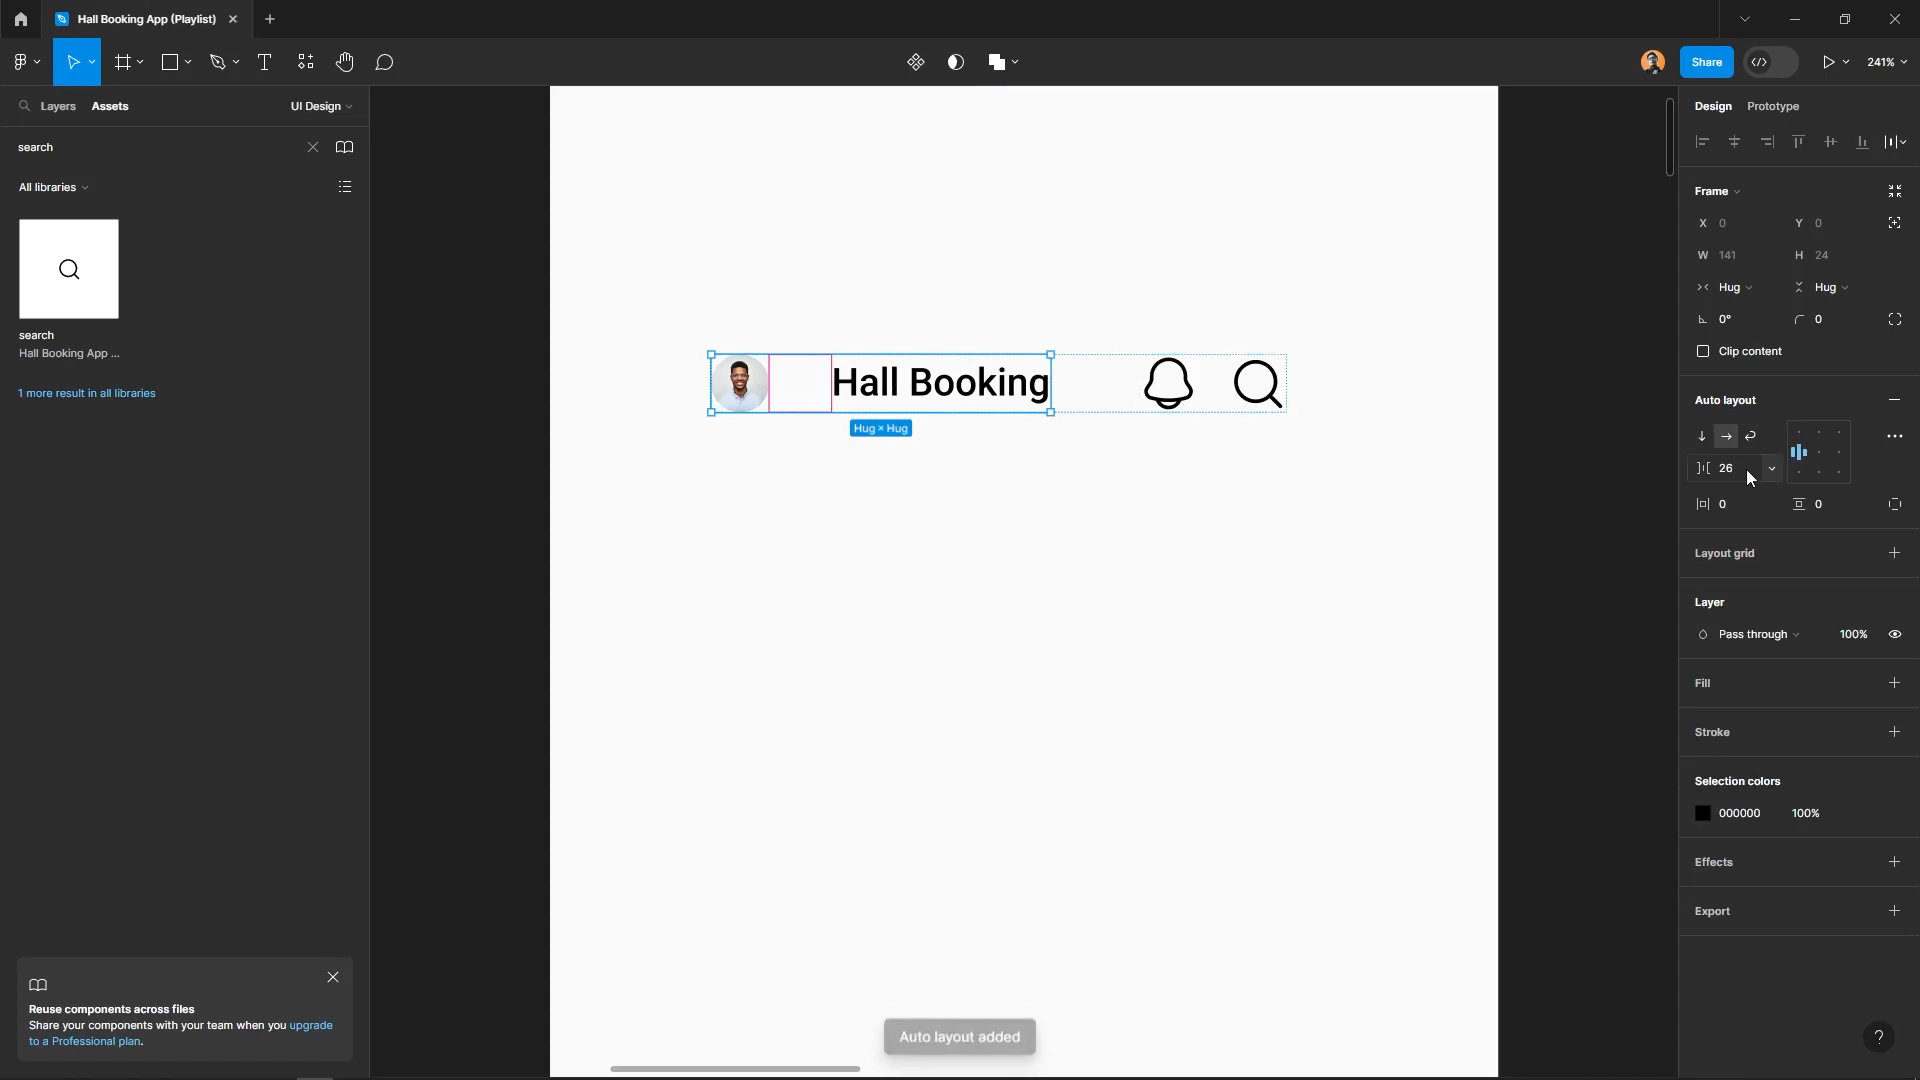 Hall Booking App (Playlist)
Share
241%
Layers
Assets
UI Design
Design
Prototype
search
All libraries
search
Hall Booking App ...
1 more result in all libraries
Hall Booking
Hug × Hug
Frame
X 0
Y 0
W 141
H 24
Hug
Hug
0°
0
Clip content
Auto layout
26
0
0
Layout grid
Layer
Pass through
100%
Fill
Stroke
Selection colors
000000
100%
Effects
Export
Reuse components across files
Share your components with your team when you upgrade
to a Professional plan.
Auto layout added
?